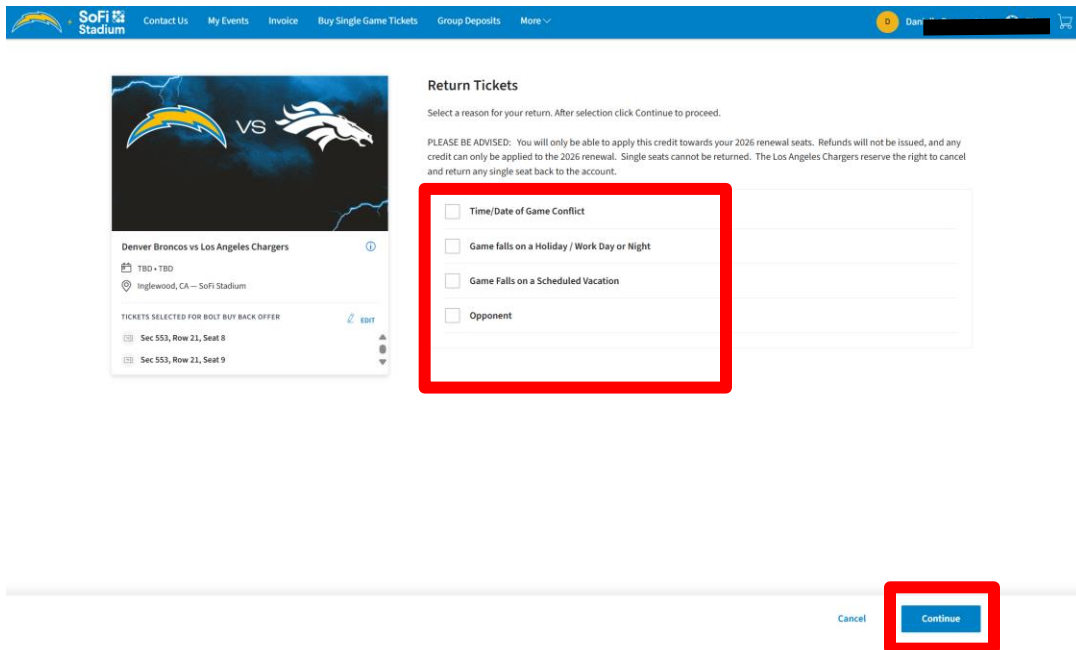 SoFi Stadium Contact Us My Events Invoice Buy Single Game Tickets Group Deposits More D
VS
Denver Broncos vs Los Angeles Chargers
TBD • TBD
Inglewood, CA — SoFi Stadium
TICKETS SELECTED FOR BOLT BUY BACK OFFER EDIT
Sec 553, Row 21, Seat 8
Sec 553, Row 21, Seat 9
Return Tickets
Select a reason for your return. After selection click Continue to proceed.
PLEASE BE ADVISED: You will only be able to apply this credit towards your 2026 renewal seats. Refunds will not be issued, and any
credit can only be applied to the 2026 renewal. Single seats cannot be returned. The Los Angeles Chargers reserve the right to cancel
and return any single seat back to the account.
Time/Date of Game Conflict
Game falls on a Holiday / Work Day or Night
Game Falls on a Scheduled Vacation
Opponent
Cancel Continue